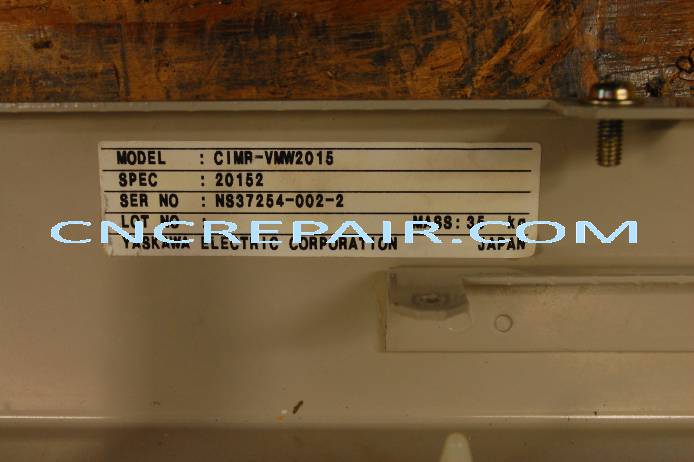 MODEL : CIMR-VMW2015
SPEC : 20152
SER NO : NS37254-002-2
LOT NO : MASS: 35 kg
CNCREPAIR.COM
YASKAWA ELECTRIC CORPORATION JAPAN